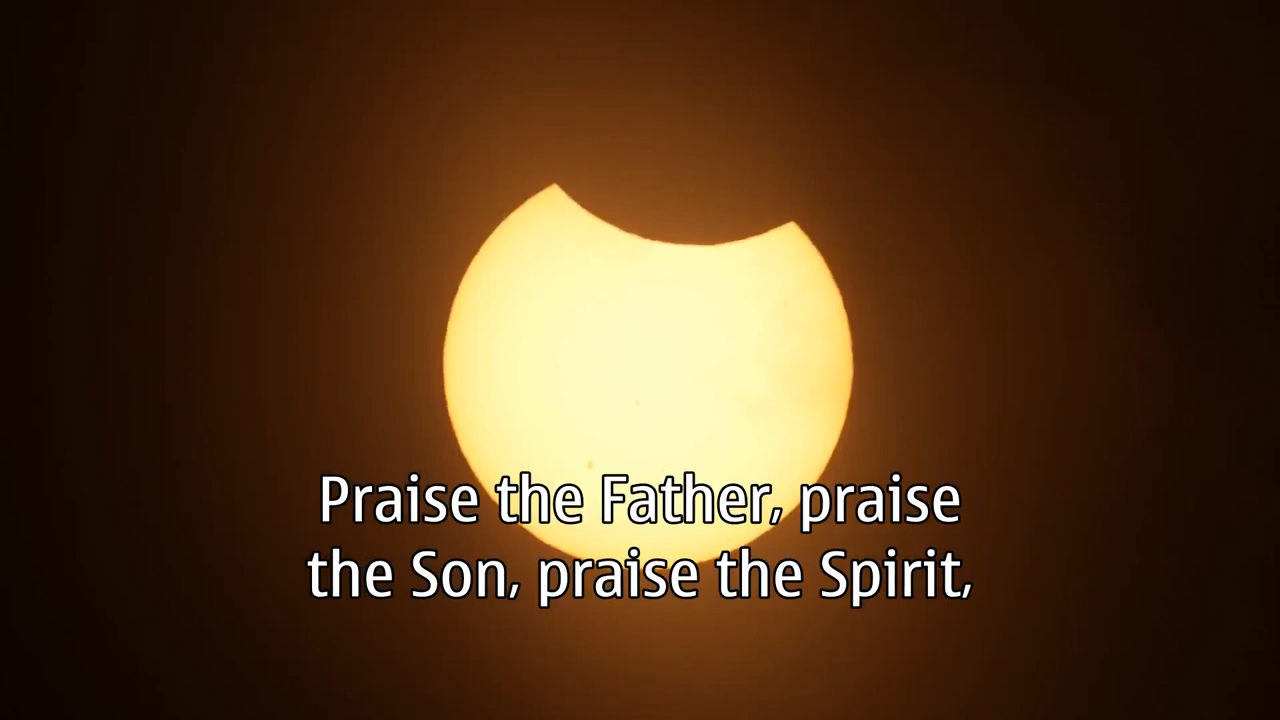 Praise the Father, praise
the Son, praise the Spirit,